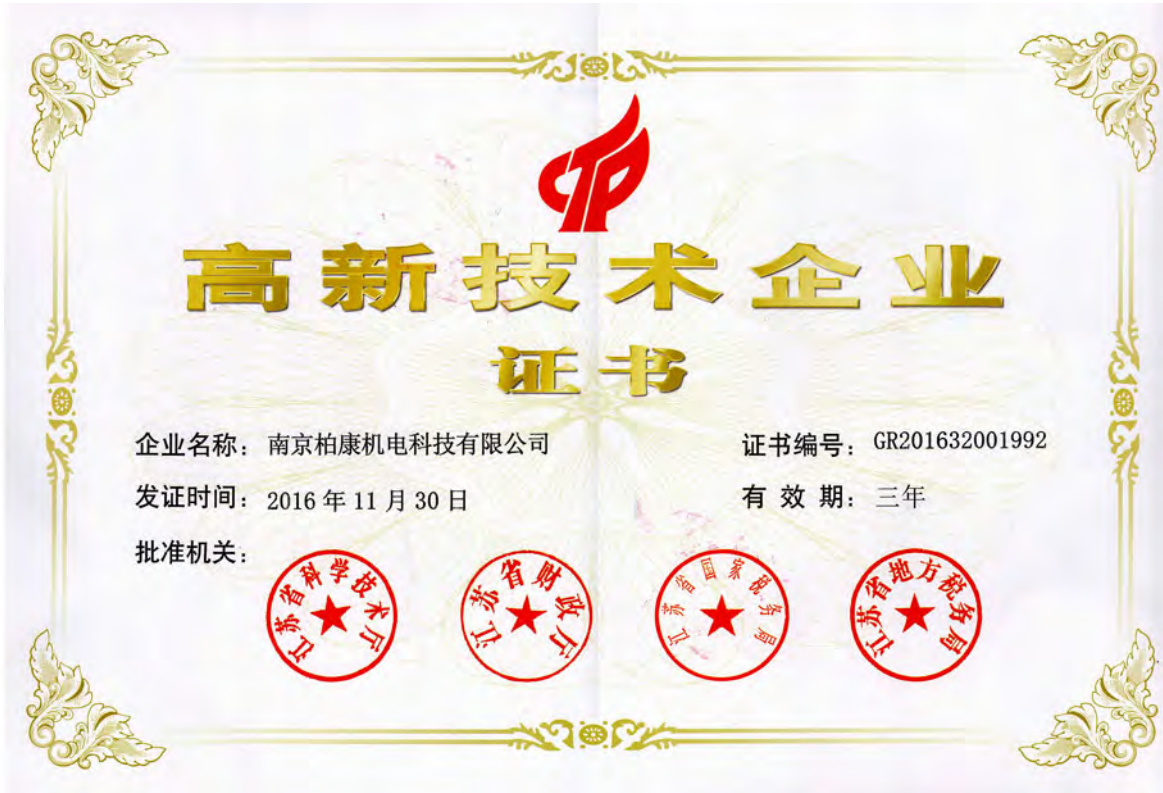 高新技术企业
证书
企业名称：南京柏康机电科技有限公司
证书编号：GR201632001992
发证时间：2016年11月30日
有效期：三年
批准机关：
江苏省科学技术厅
江苏省财政厅
江苏省国家税务局
江苏省地方税务局